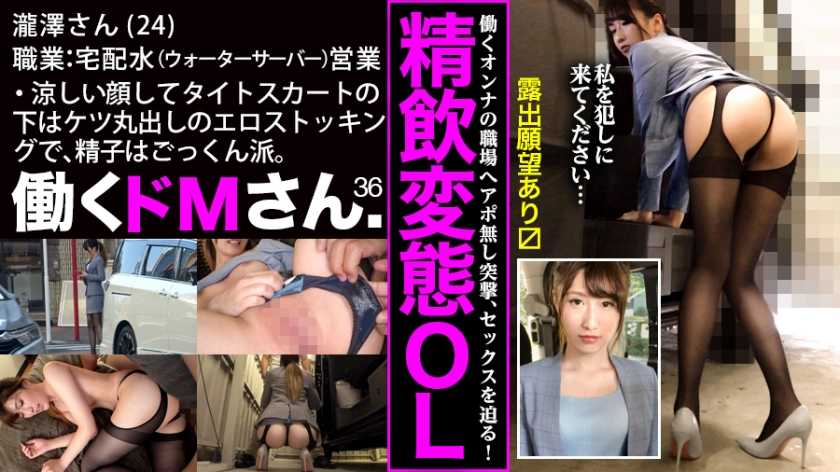 瀧澤さん (24)
職業:宅配水(ウォーターサーバー)営業
・涼しい顔してタイトスカートの
下はケツ丸出しのエロストッキン
グで、精子はごっくん派。
働くドMさん.36
働くオンナの職場へアポ無し突撃、セックスを迫る!
精飲変態OL
私を犯しに
来てください…
露出願望あり〼